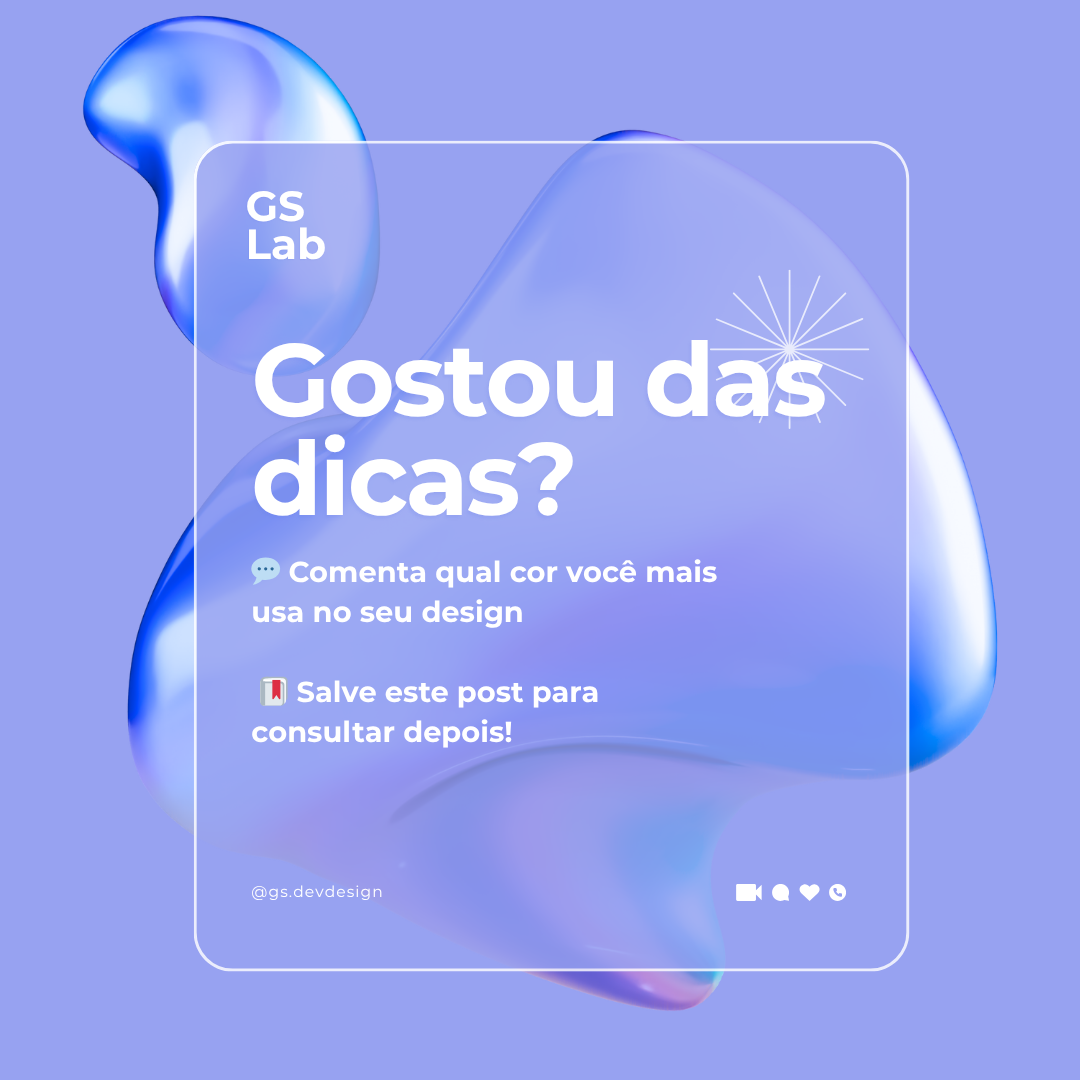 GS
Lab
Gostou das
dicas?
💬 Comenta qual cor você mais
usa no seu design
📑 Salve este post para
consultar depois!
@gs.devdesign